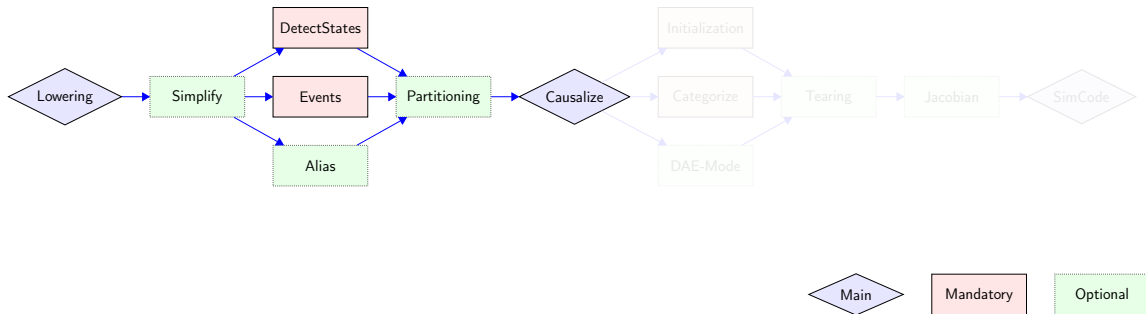 DetectStates
Initialization
Lowering
Simplify
Events
Partitioning
Causalize
Categorize
Tearing
Jacobian
SimCode
Alias
DAE-Mode
Main
Mandatory
Optional